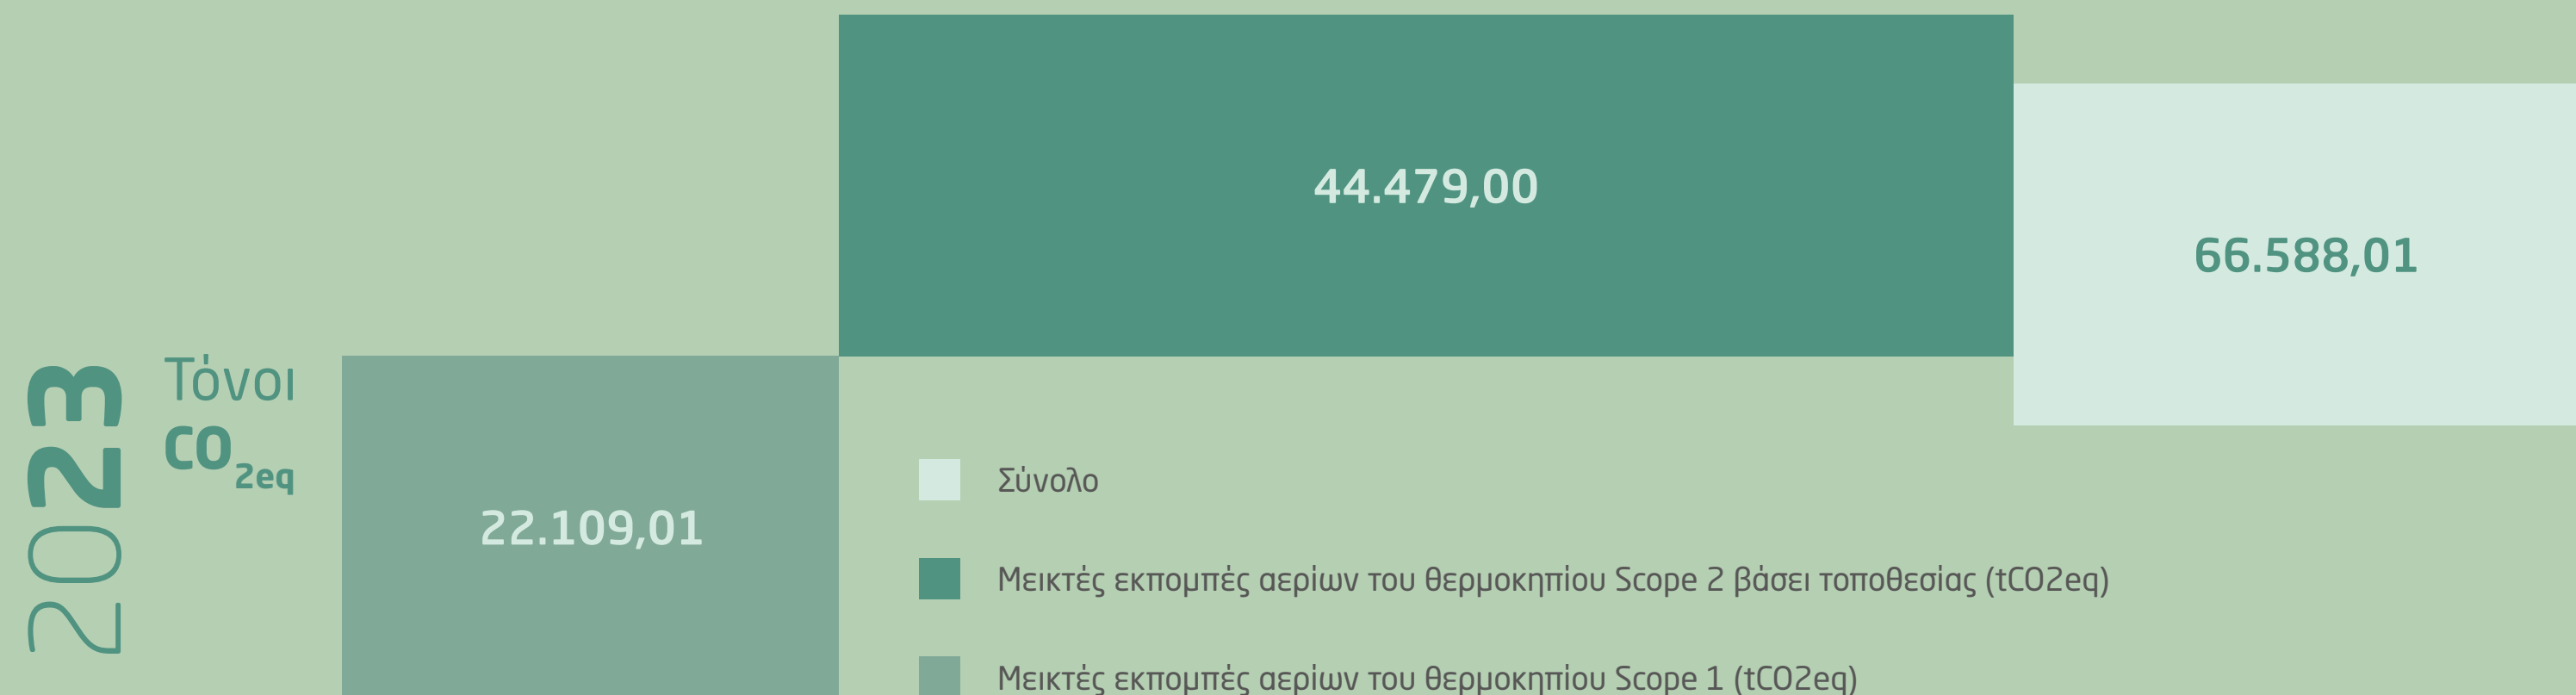 44.479,00
66.588,01
2023
Τόνοι
CO2eq
22.109,01
Σύνολο
Μεικτές εκπομπές αερίων του θερμοκηπίου Scope 2 βάσει τοποθεσίας (tCO2eq)
Μεικτές εκπομπές αερίων του θερμοκηπίου Scope 1 (tCO2eq)